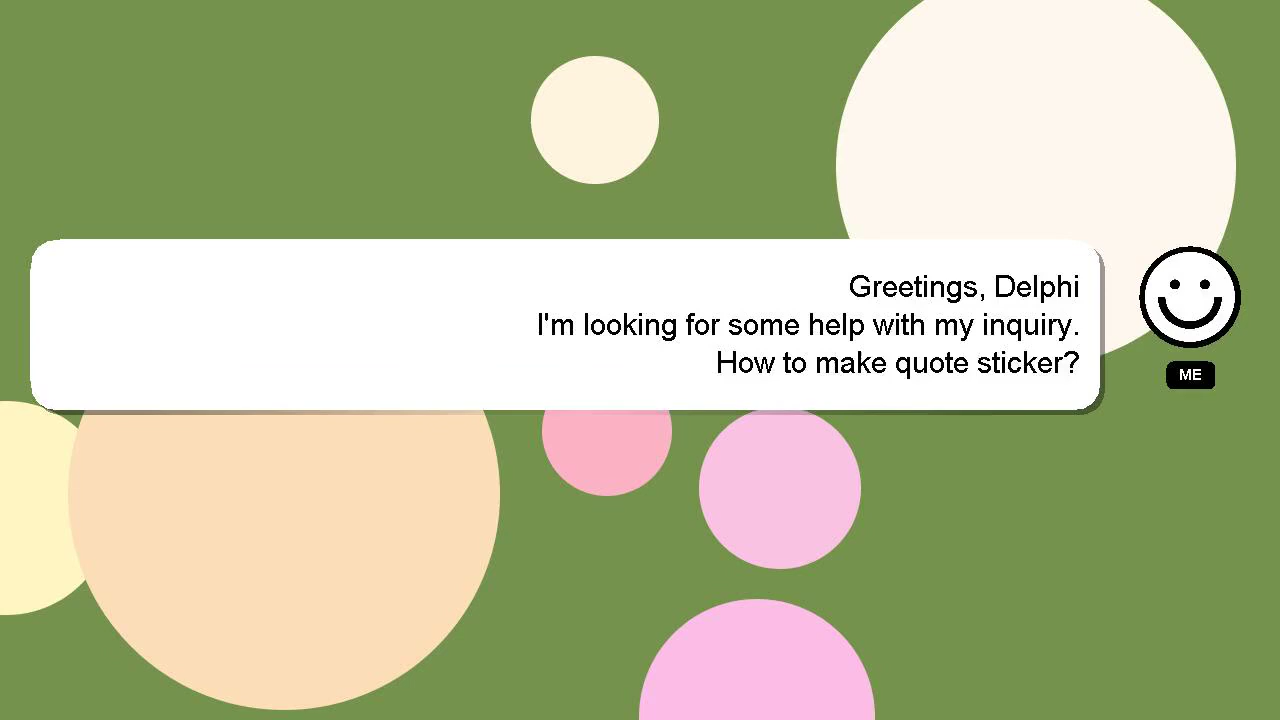 Greetings, Delphi
I'm looking for some help with my inquiry.
How to make quote sticker?
ME